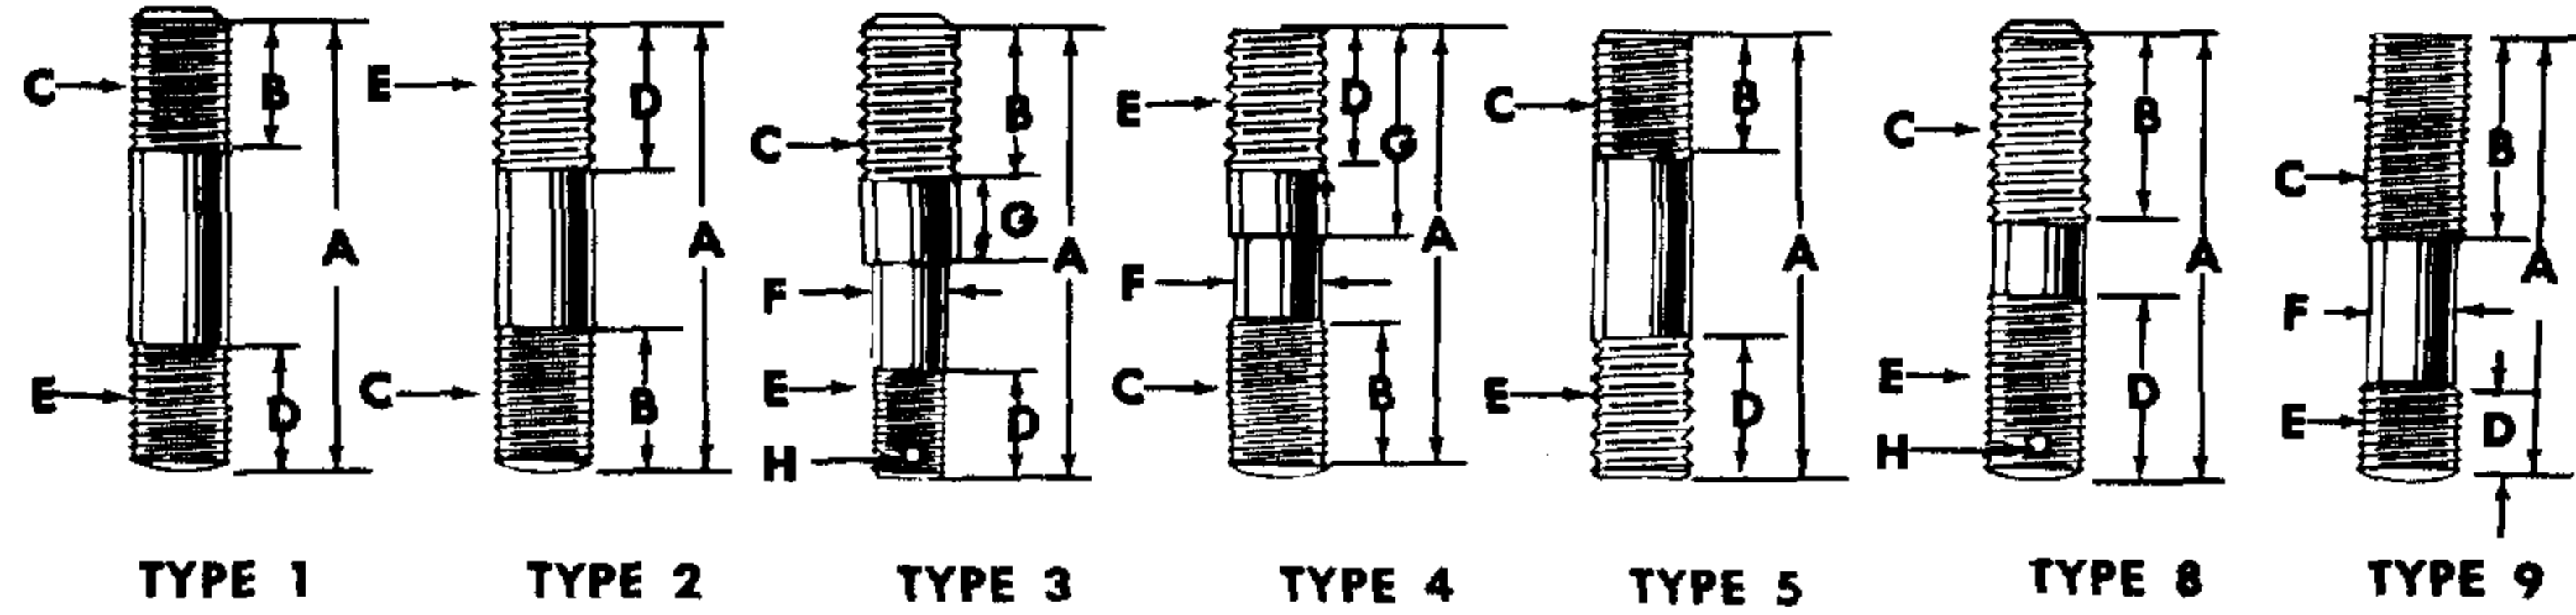 C B A E D TYPE 1
E D A C B TYPE 2
C B G A F E D H TYPE 3
E D G A F C B TYPE 4
C B A E D TYPE 5
C B A E D H TYPE 8
C B A F E D TYPE 9